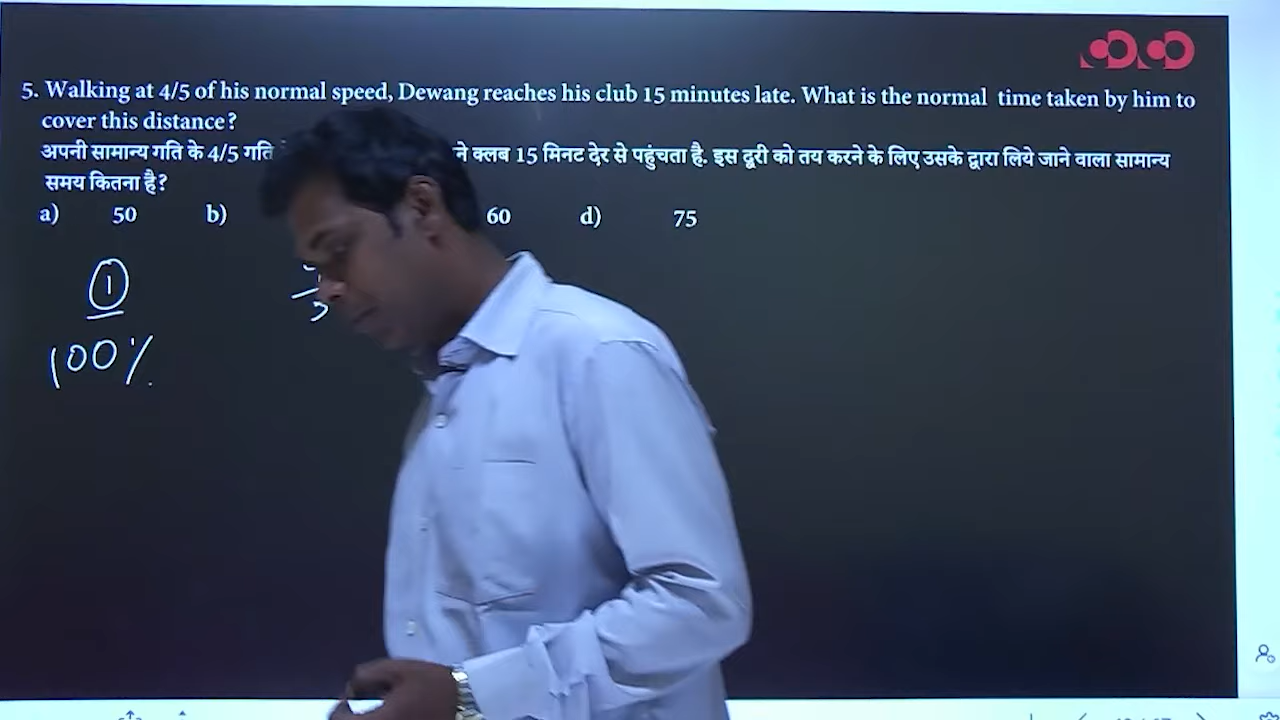 5. Walking at 4/5 of his normal speed, Dewang reaches his club 15 minutes late. What is the normal time taken by him to
cover this distance?
अपनी सामान्य गति के 4/5 गति ने क्लब 15 मिनट देर से पहुंचता है. इस दूरी को तय करने के लिए उसके द्वारा लिये जाने वाला सामान्य
समय कितना है?
a) 50 b) 60 d) 75
1
100%